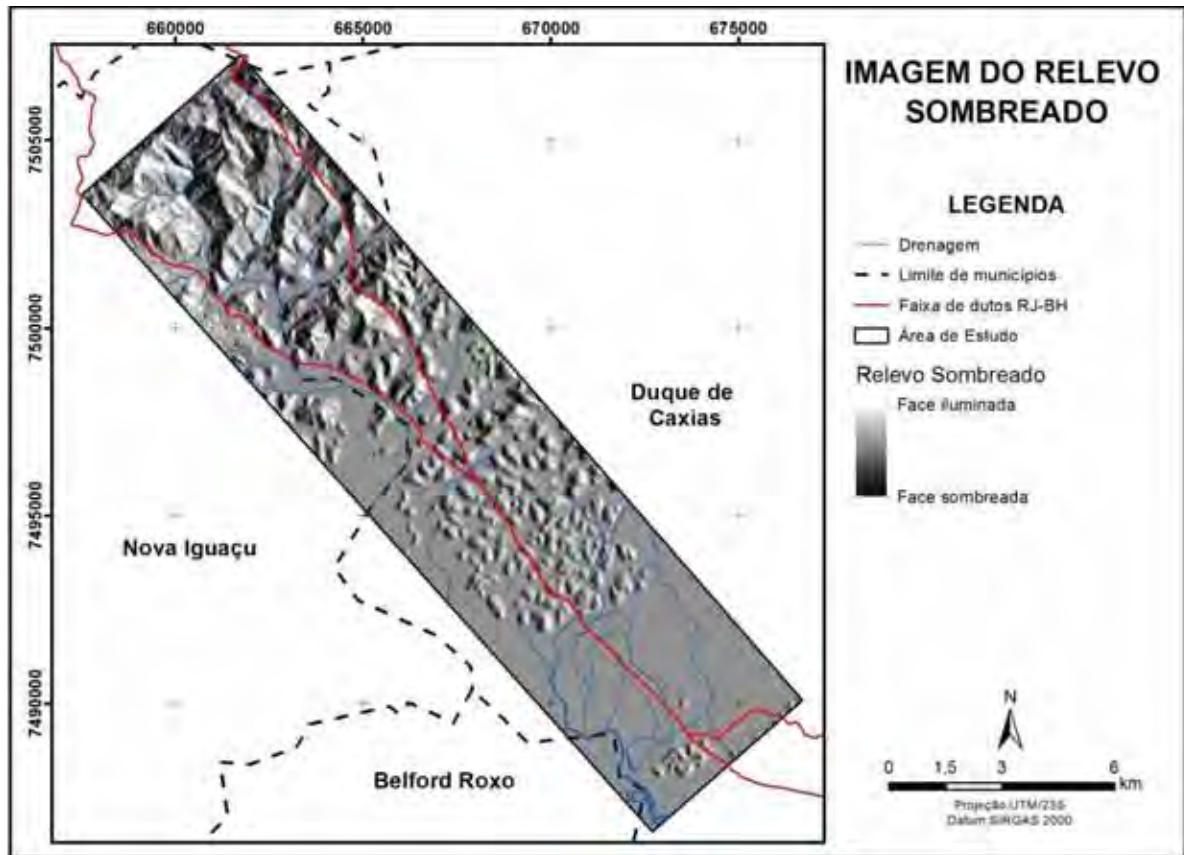 660000 665000 670000 675000
7505000
7500000
7495000
7490000
Duque de
Caxias
Nova Iguaçu
Belford Roxo
IMAGEM DO RELEVO
SOMBREADO
LEGENDA
Drenagem
Limite de municípios
Faixa de dutos RJ-BH
Área de Estudo
Relevo Sombreado
Face iluminada
Face sombreada
N
0 1,5 3 6
km
Projeção UTM/23S
Datum SIRGAS 2000